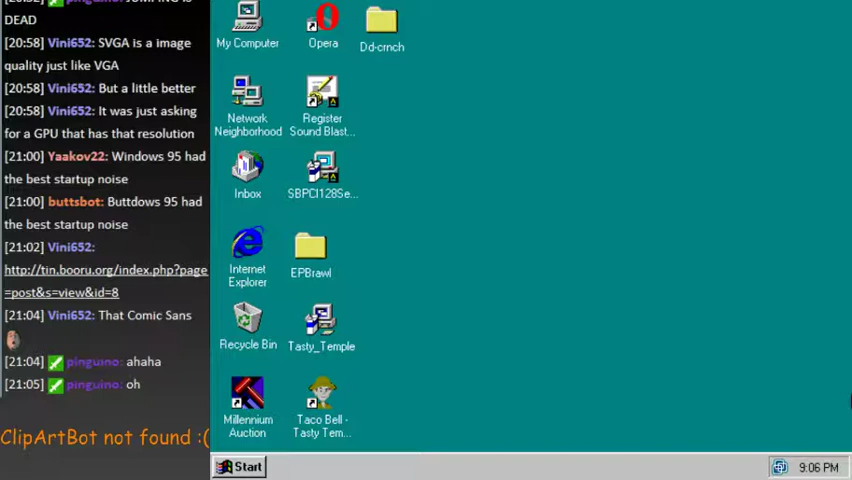 [20:58] pinguino: JUMPING is
DEAD
[20:58] Vini652: SVGA is a image
quality just like VGA
[20:58] Vini652: But a little better
[20:58] Vini652: It was just asking
for a GPU that has that resolution
[21:00] Yaakov22: Windows 95 had
the best startup noise
[21:00] buttsbot: Buttdows 95 had
the best startup noise
[21:02] Vini652:
http://tin.booru.org/index.php?page
=post&s=view&id=8
[21:04] Vini652: That Comic Sans
[21:04] pinguino: ahaha
[21:05] pinguino: oh
ClipArtBot not found :(
My Computer
Opera
Dd-crnch
Network
Neighborhood
Register
Sound Blast...
Inbox
SBPCI128Se...
Internet
Explorer
EPBrawl
Recycle Bin
Tasty_Temple
Millennium
Auction
Taco Bell -
Tasty Tem...
Start
9:06 PM